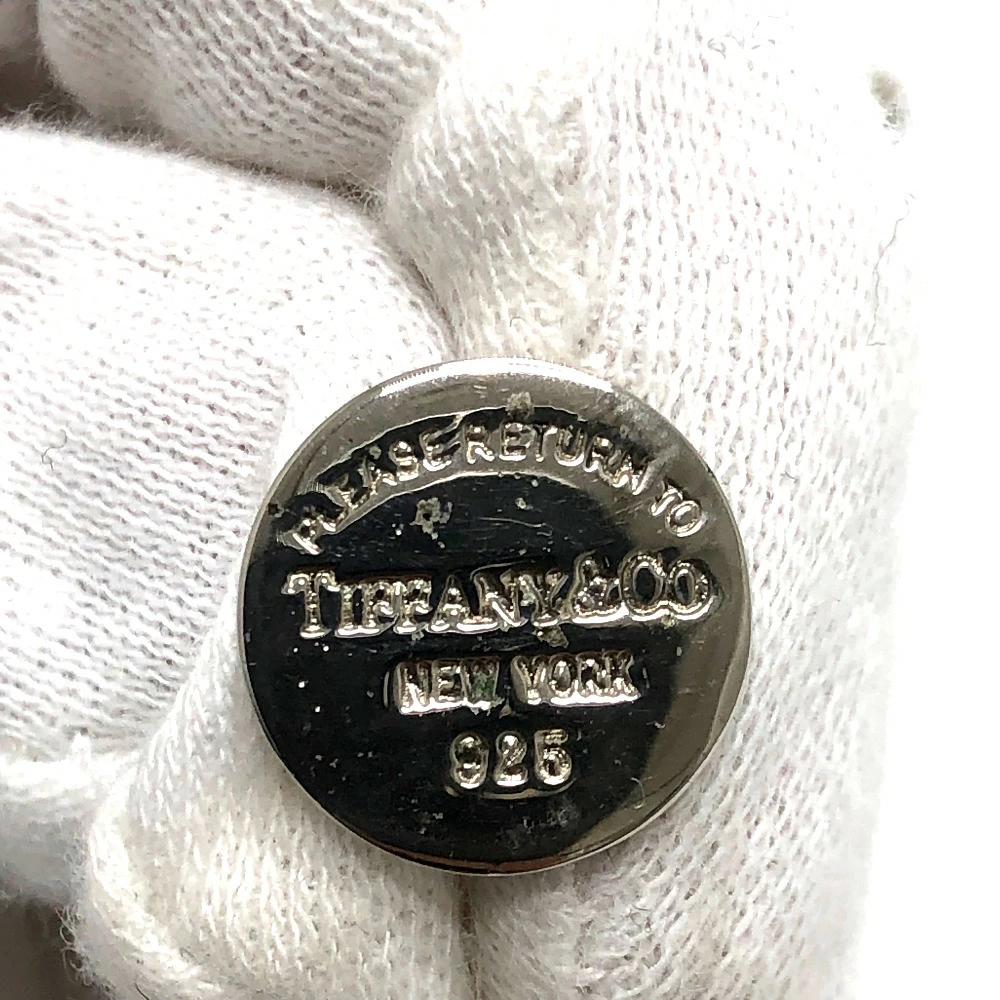 PLEASE RETURN TO
TIFFANY & CO
NEW YORK
925